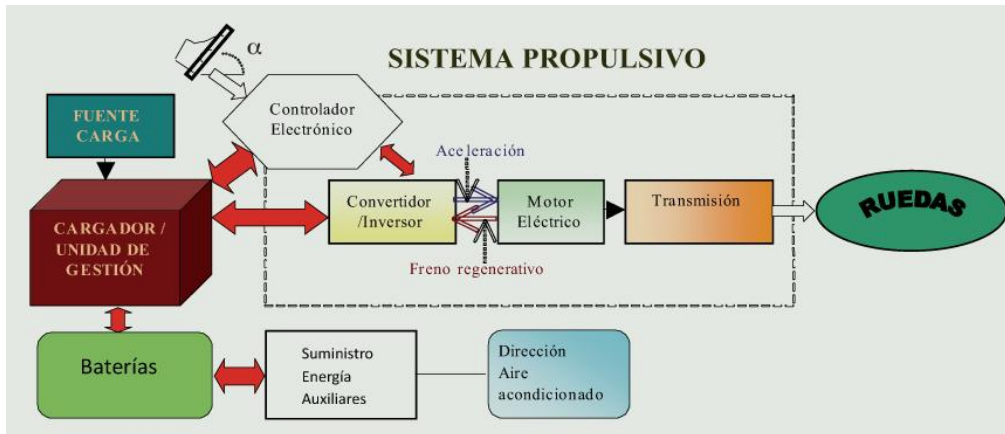 α
SISTEMA PROPULSIVO
Controlador
Electrónico
FUENTE
CARGA
Aceleración
CARGADOR /
UNIDAD DE
GESTIÓN
Convertidor
/Inversor
Motor
Eléctrico
Transmisión
RUEDAS
Freno regenerativo
Baterías
Suministro
Energía
Auxiliares
Dirección
Aire
acondicionado